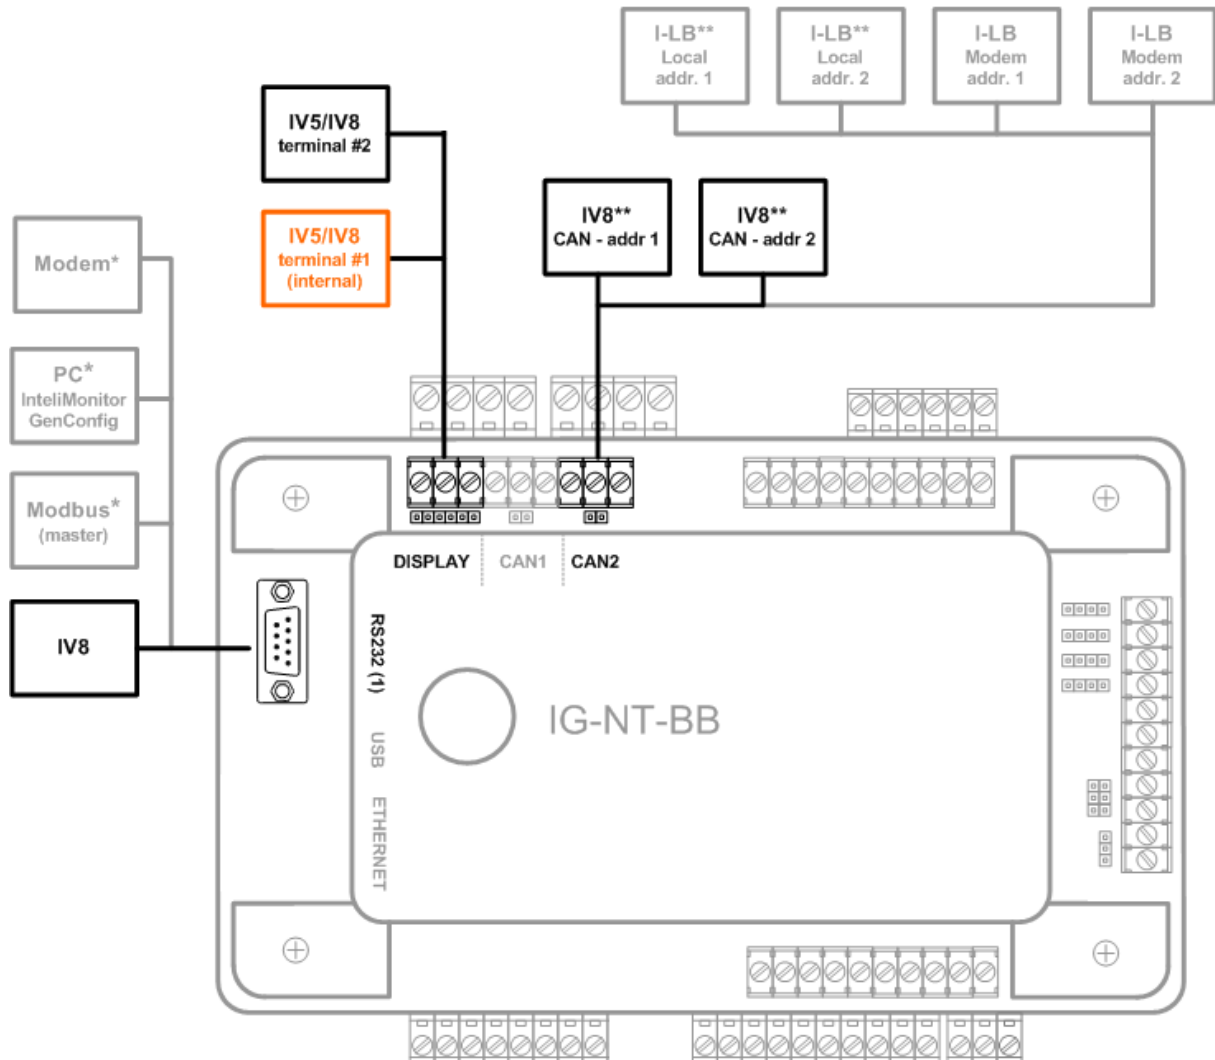 I-LB**
Local
addr. 1
I-LB**
Local
addr. 2
I-LB
Modem
addr. 1
I-LB
Modem
addr. 2
IV5/IV8
terminal #2
IV5/IV8
terminal #1
(internal)
IV8**
CAN - addr 1
IV8**
CAN - addr 2
Modem*
PC*
InteliMonitor
GenConfig
Modbus*
(master)
IV8
DISPLAY
CAN1
CAN2
RS232 (1)
USB
ETHERNET
IG-NT-BB